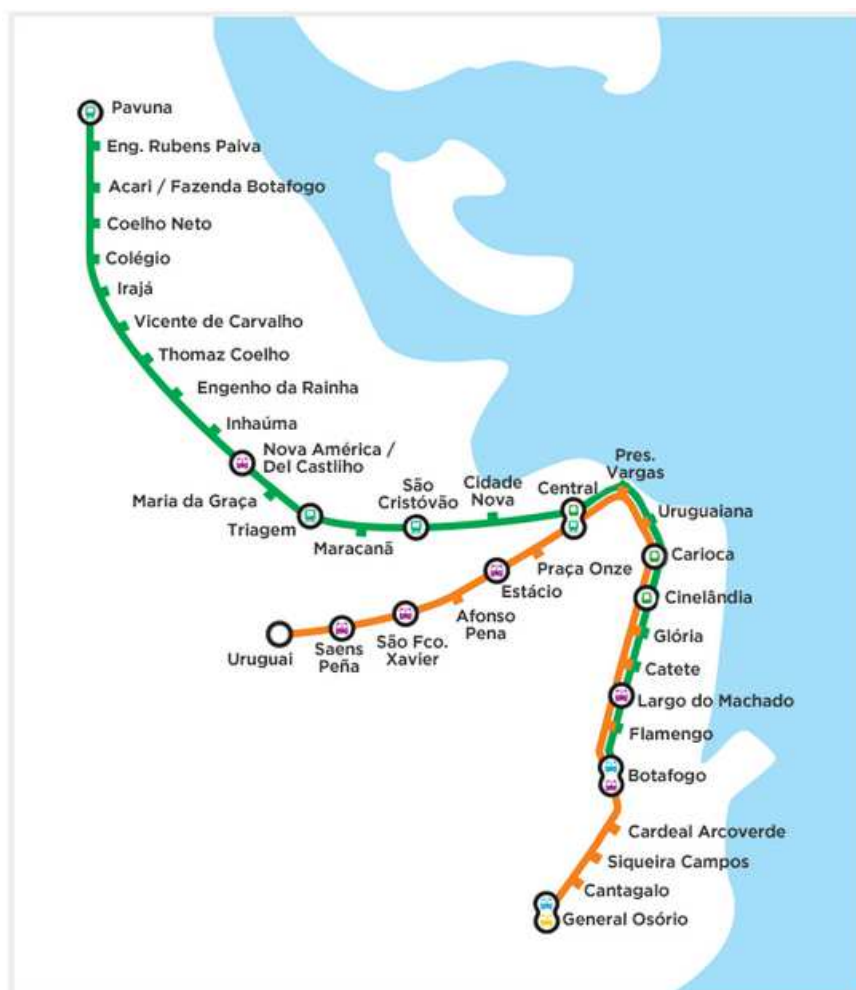 Pavuna
Eng. Rubens Paiva
Acari / Fazenda Botafogo
Coelho Neto
Colégio
Irajá
Vicente de Carvalho
Thomaz Coelho
Engenho da Rainha
Inhaúma
Nova América /
Del Castliho
Maria da Graça
Triagem
Maracanã
São
Cristóvão
Cidade
Nova
Central
Pres.
Vargas
Uruguaiana
Carioca
Cinelândia
Glória
Catete
Largo do Machado
Flamengo
Botafogo
Cardeal Arcoverde
Siqueira Campos
Cantagalo
General Osório
Praça Onze
Estácio
Afonso
Pena
São Fco.
Xavier
Saens
Peña
Uruguai